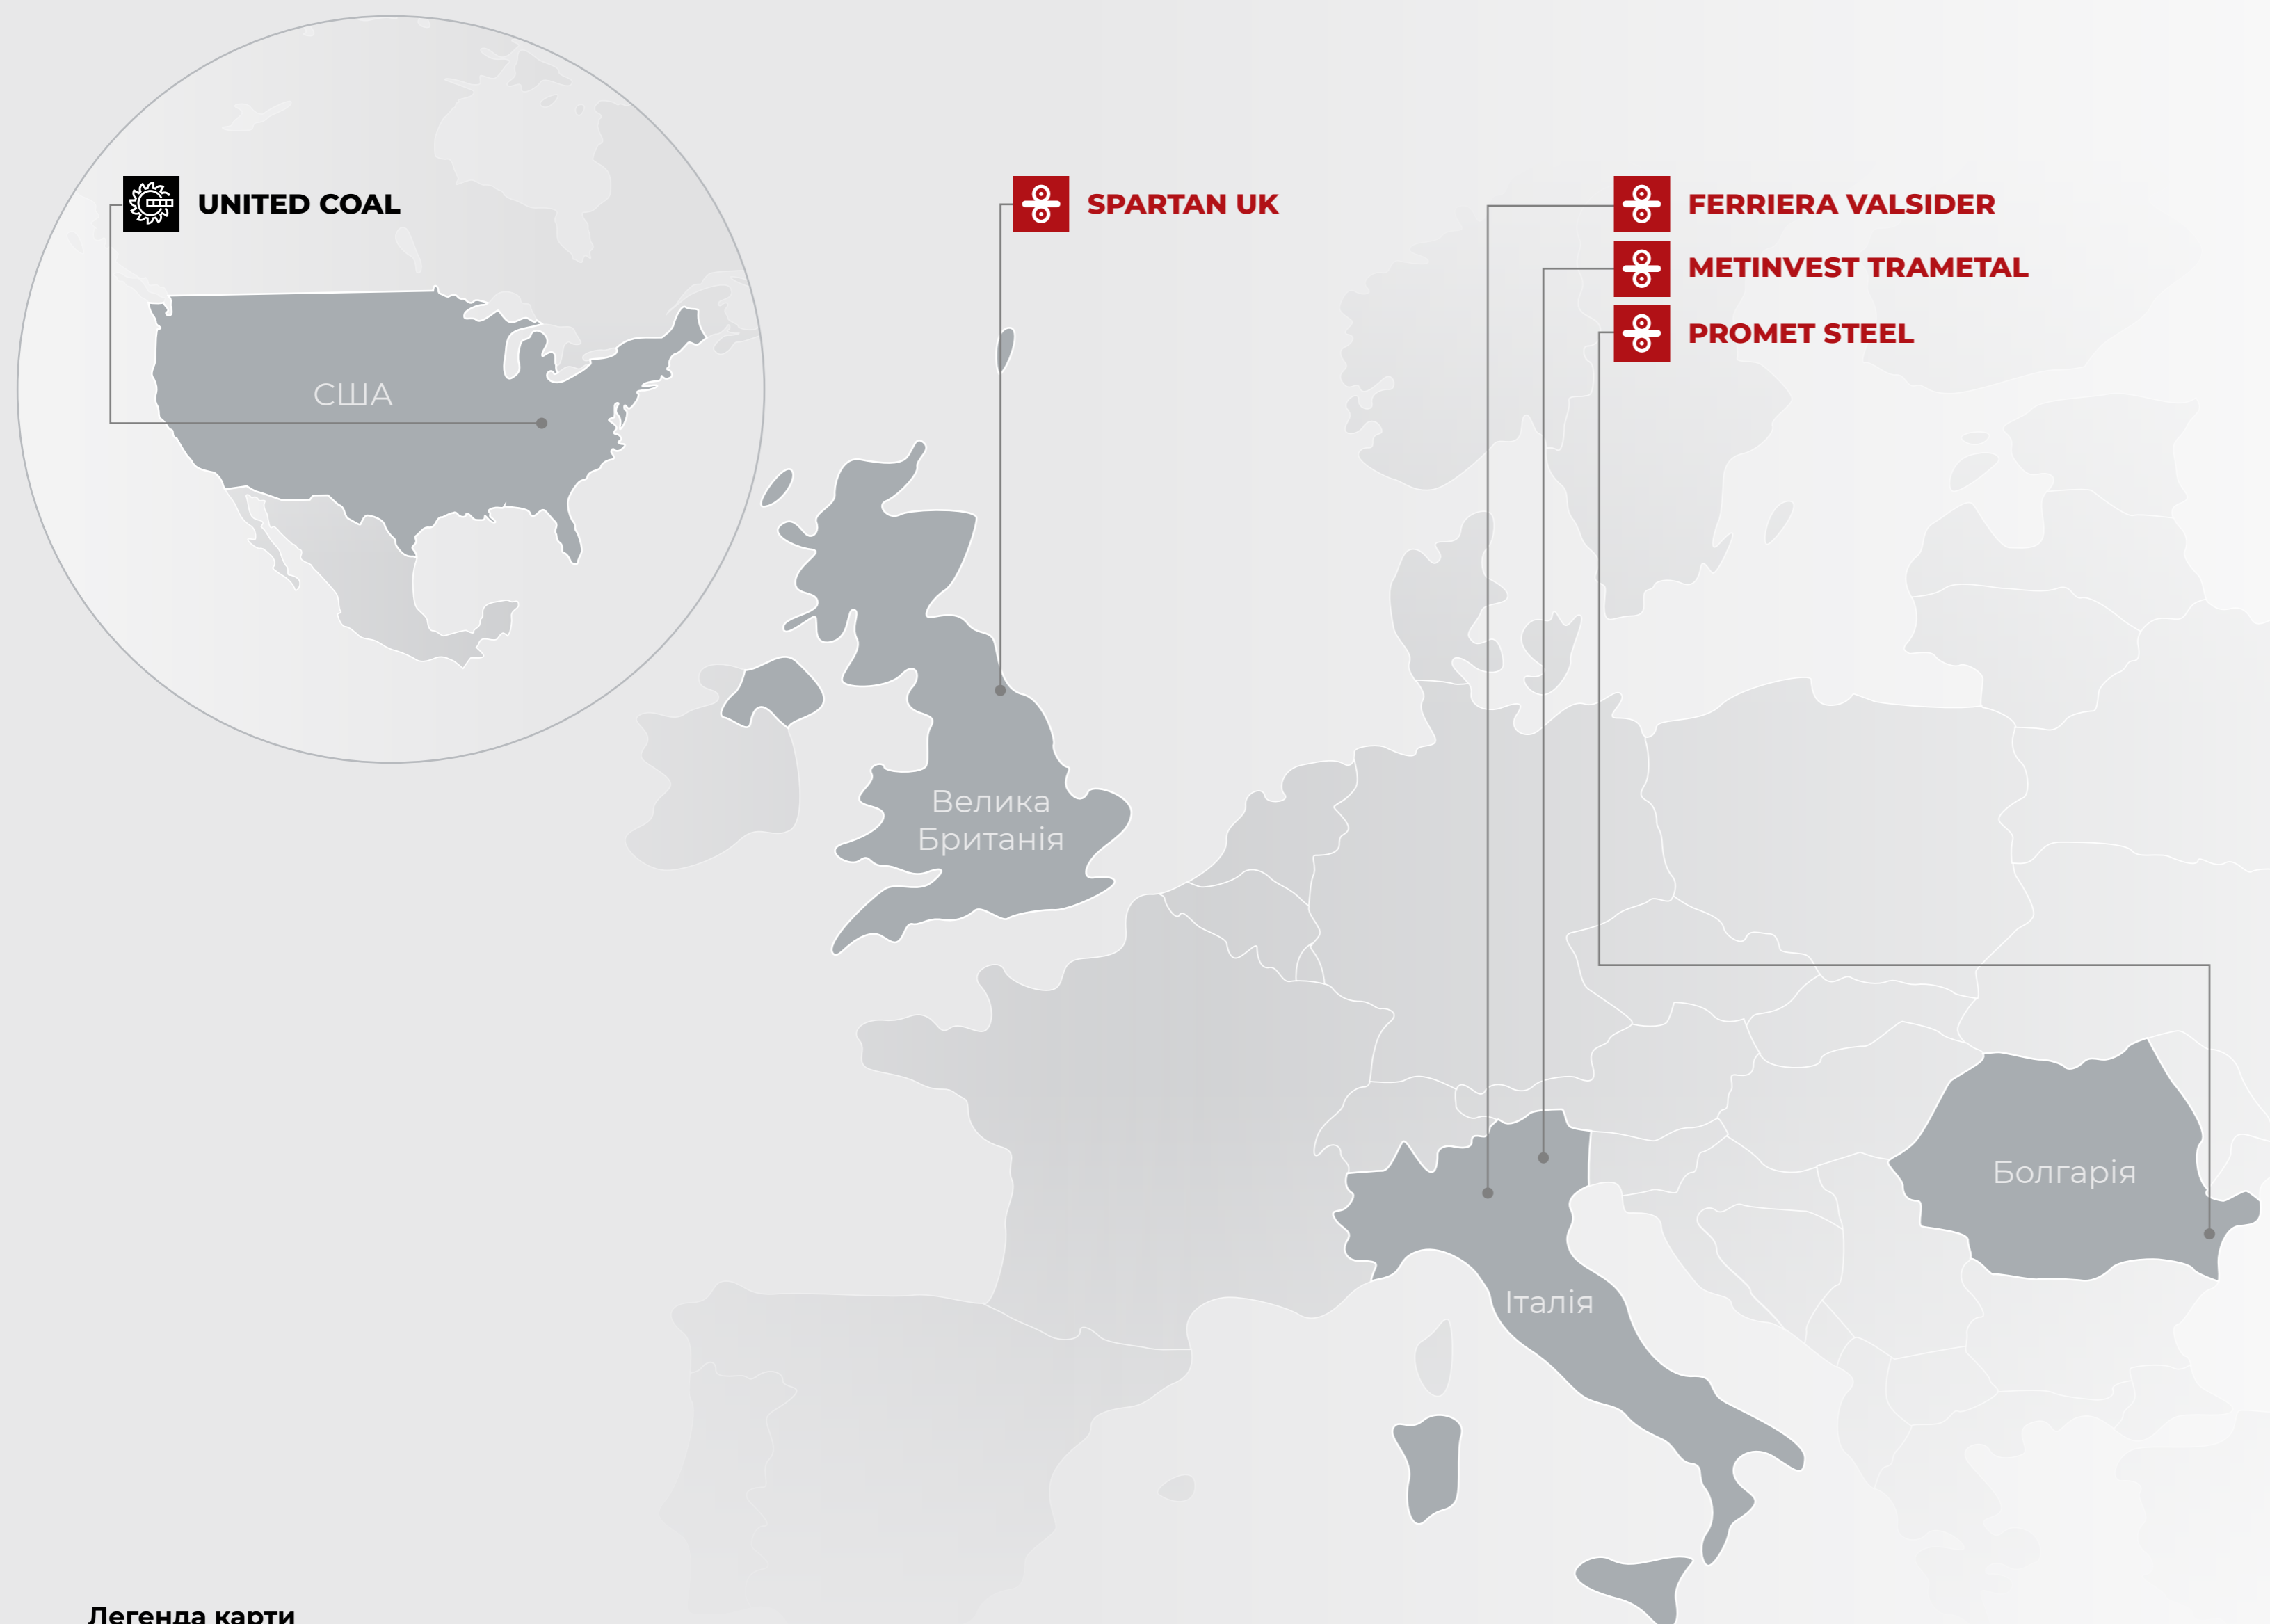 UNITED COAL
SPARTAN UK
FERRIERA VALSIDER
METINVEST TRAMETAL
PROMET STEEL
США
Велика
Британія
Болгарія
Італія
Легенда карти